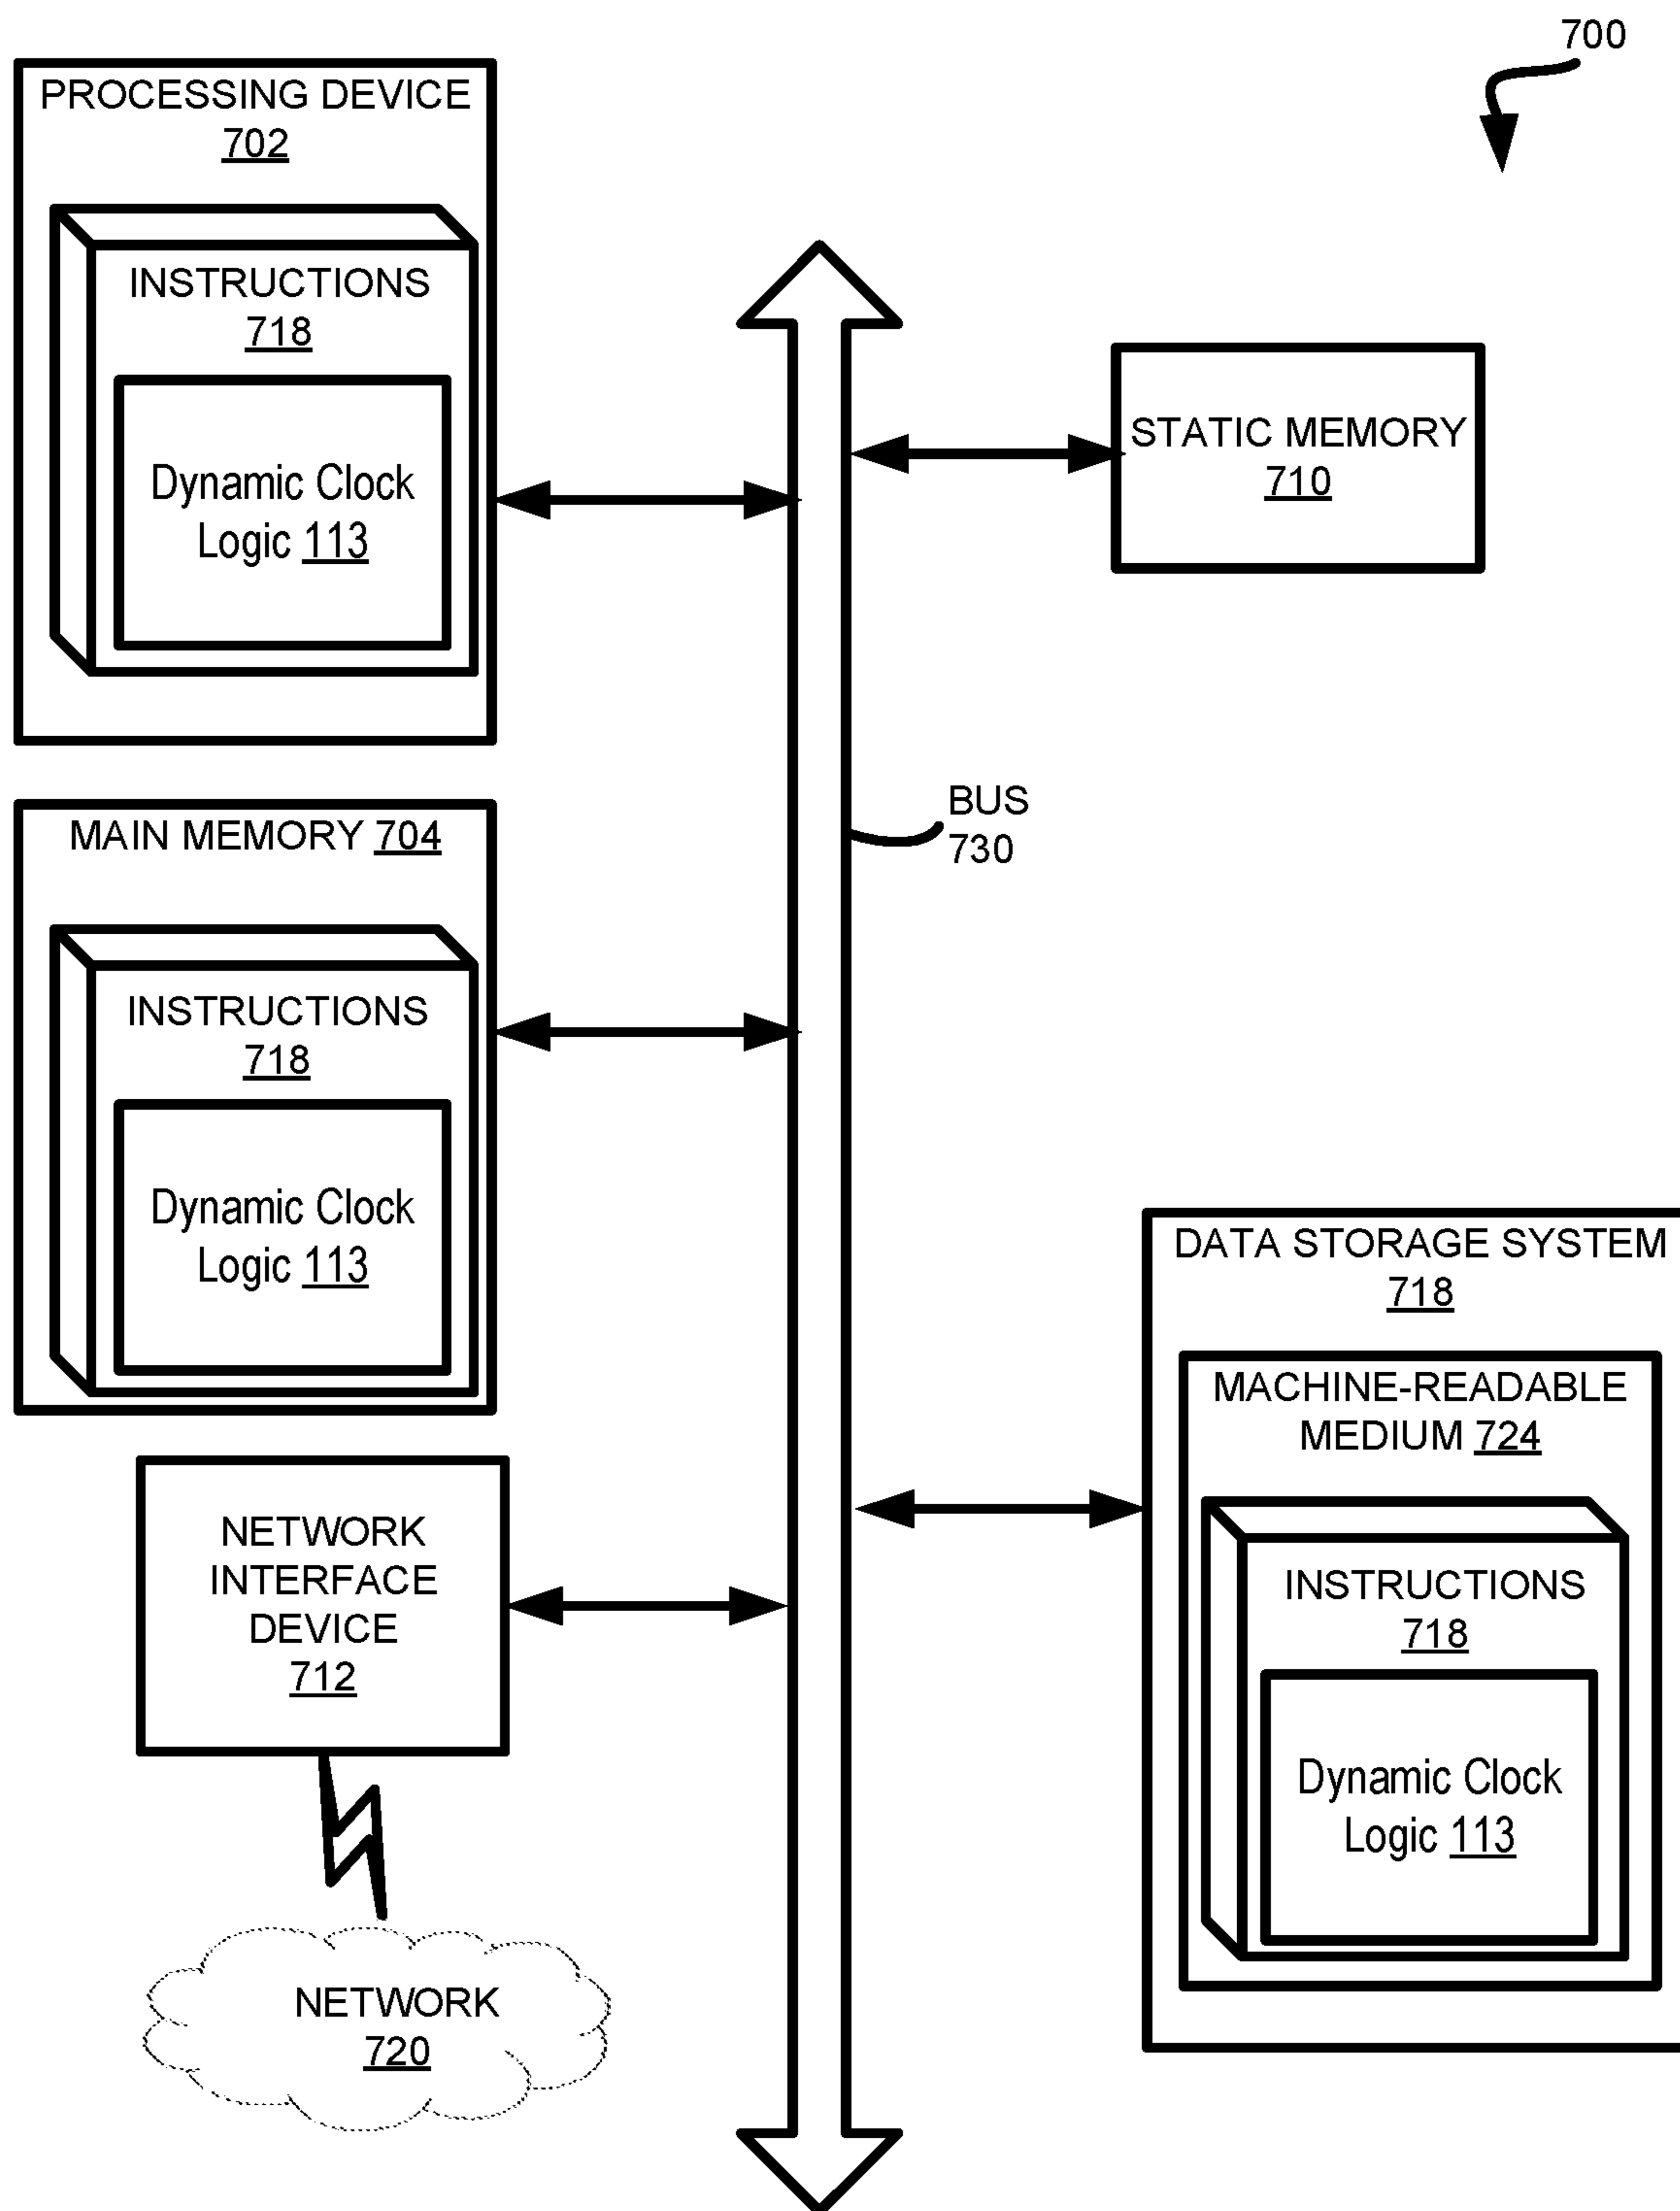 700
PROCESSING DEVICE
702
INSTRUCTIONS
718
Dynamic Clock
Logic 113
STATIC MEMORY
710
BUS
730
MAIN MEMORY 704
INSTRUCTIONS
718
Dynamic Clock
Logic 113
DATA STORAGE SYSTEM
718
MACHINE-READABLE
MEDIUM 724
INSTRUCTIONS
718
Dynamic Clock
Logic 113
NETWORK
INTERFACE
DEVICE
712
NETWORK
720